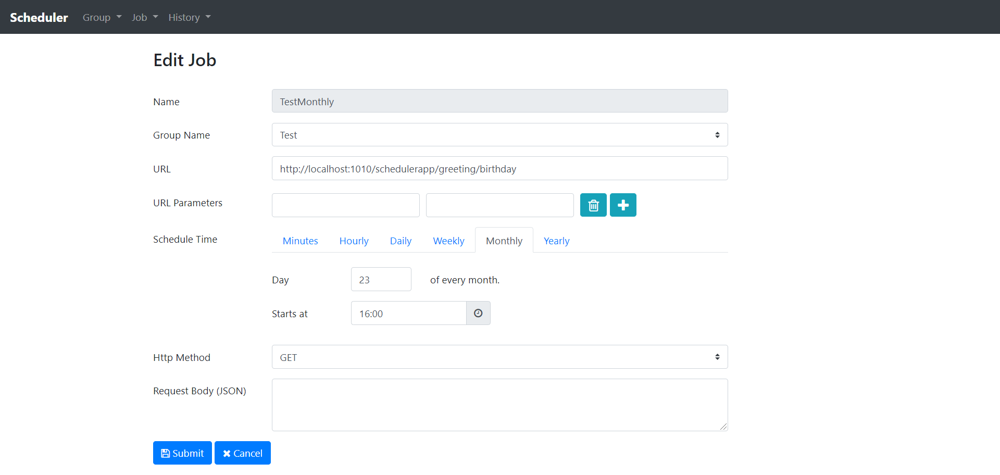 Scheduler Group Job History
Edit Job
Name TestMonthly
Group Name Test
URL http://localhost:1010/schedulerapp/greeting/birthday
URL Parameters
Schedule Time Minutes Hourly Daily Weekly Monthly Yearly
Day 23 of every month.
Starts at 16:00
Http Method GET
Request Body (JSON)
Submit Cancel